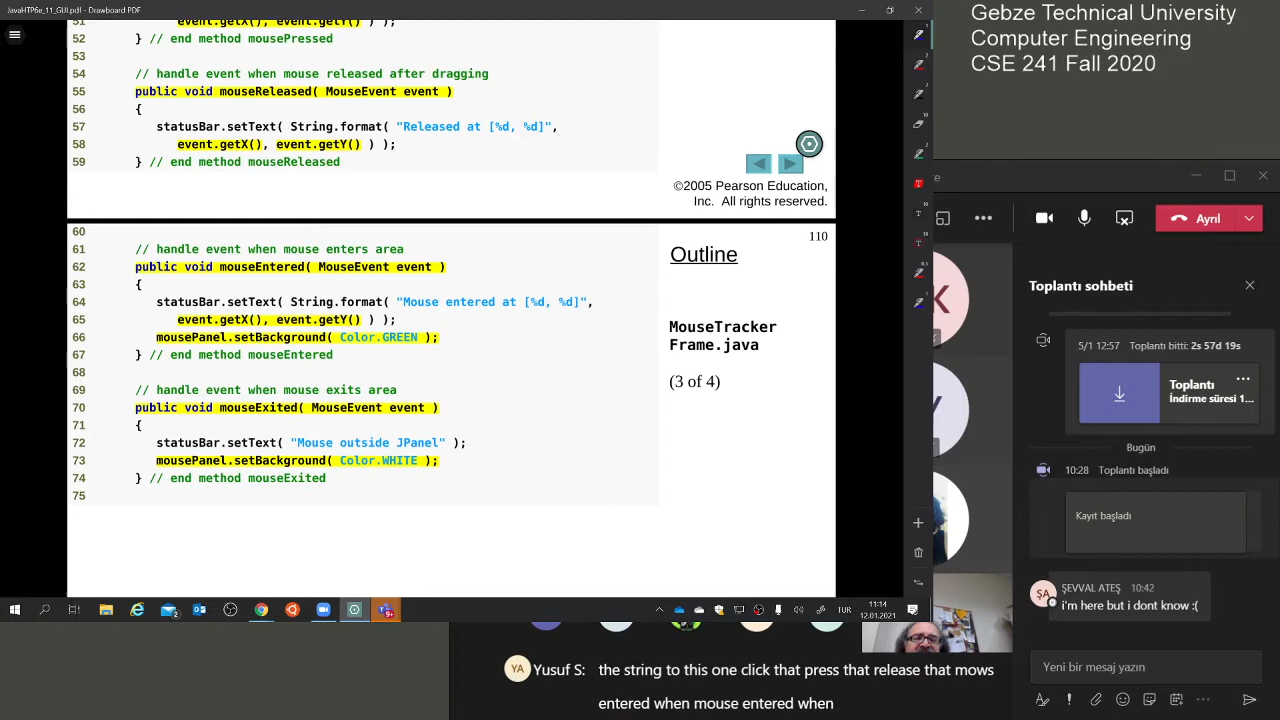 JavaHTP6e_11_GUI.pdf - Drawboard PDF
51 event.getX(), event.getY() ) );
52 } // end method mousePressed
53
54 // handle event when mouse released after dragging
55 public void mouseReleased( MouseEvent event )
56 {
57 statusBar.setText( String.format( "Released at [%d, %d]",
58 event.getX(), event.getY() ) );
59 } // end method mouseReleased
©2005 Pearson Education,
Inc. All rights reserved.
60
61 // handle event when mouse enters area
62 public void mouseEntered( MouseEvent event )
63 {
64 statusBar.setText( String.format( "Mouse entered at [%d, %d]",
65 event.getX(), event.getY() ) );
66 mousePanel.setBackground( Color.GREEN );
67 } // end method mouseEntered
68
69 // handle event when mouse exits area
70 public void mouseExited( MouseEvent event )
71 {
72 statusBar.setText( "Mouse outside JPanel" );
73 mousePanel.setBackground( Color.WHITE );
74 } // end method mouseExited
75
110
Outline
MouseTracker
Frame.java
(3 of 4)
TUR
11:14
12.01.2021
Gebze Technical University
Computer Engineering
CSE 241 Fall 2020
Ayrıl
K
Toplantı sohbeti
5/1 12:57 Toplantı bitti: 2s 57d 19s
Toplantı
İndirme süresi 1...
Bugün
10:28 Toplantı başladı
Kayıt başladı
ŞA
ŞEVVAL ATEŞ 10:42
i'm here but i dont know :(
Yeni bir mesaj yazın
YA Yusuf S: the string to this one click that press that release that mows
entered when mouse entered when